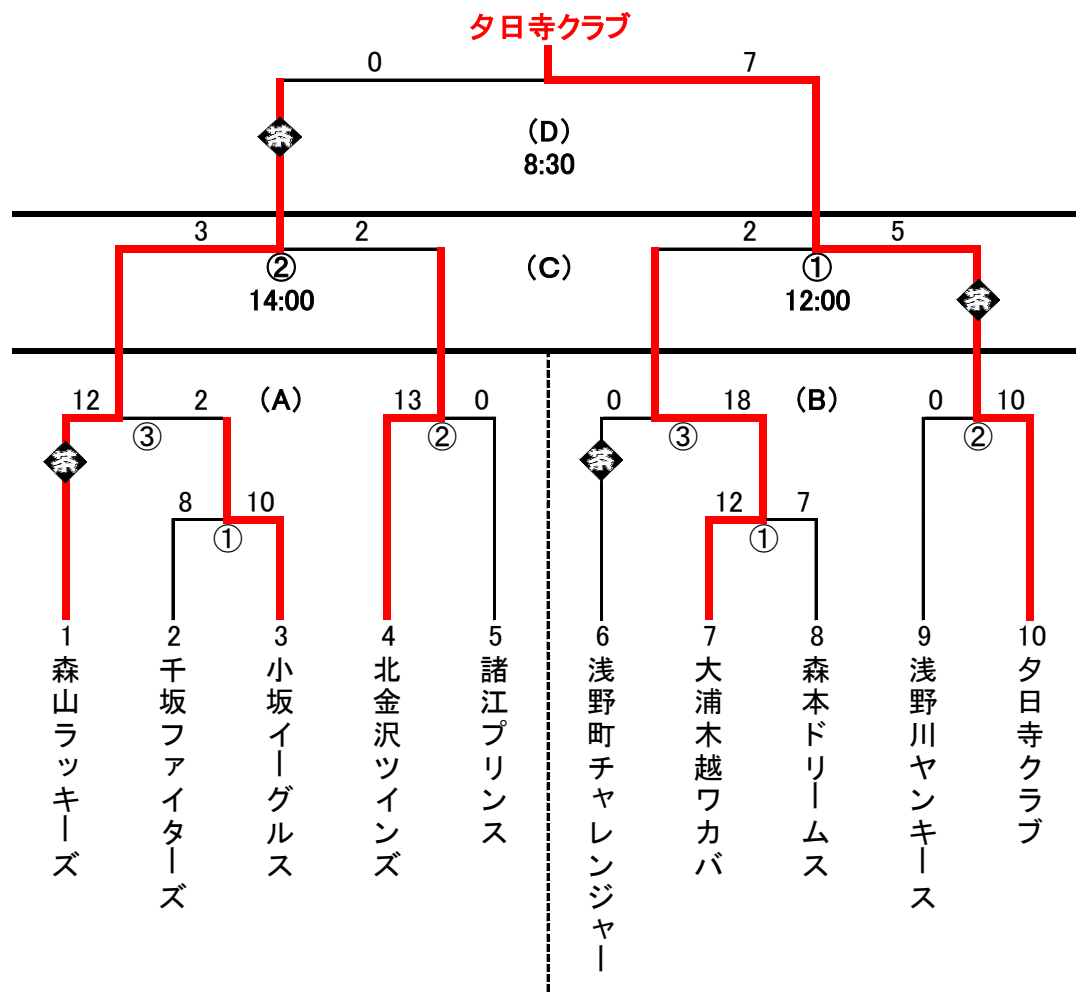 夕日寺クラブ
0 7
茶
(D)
8:30
3 2 2 5
② (C) ①
14:00 12:00
茶
12 2 (A) 13 0 0 18 (B) 0 10
③ ② ③ ②
茶 茶
8 10 12 7
① ①
1 2 3 4 5 6 7 8 9 10
森山ラッキーズ
千坂ファイターズ
小坂イーグルス
北金沢ツインズ
諸江プリンス
浅野町チャレンジャー
大浦木越ワカバ
森本ドリームス
浅野川ヤンキース
夕日寺クラブ